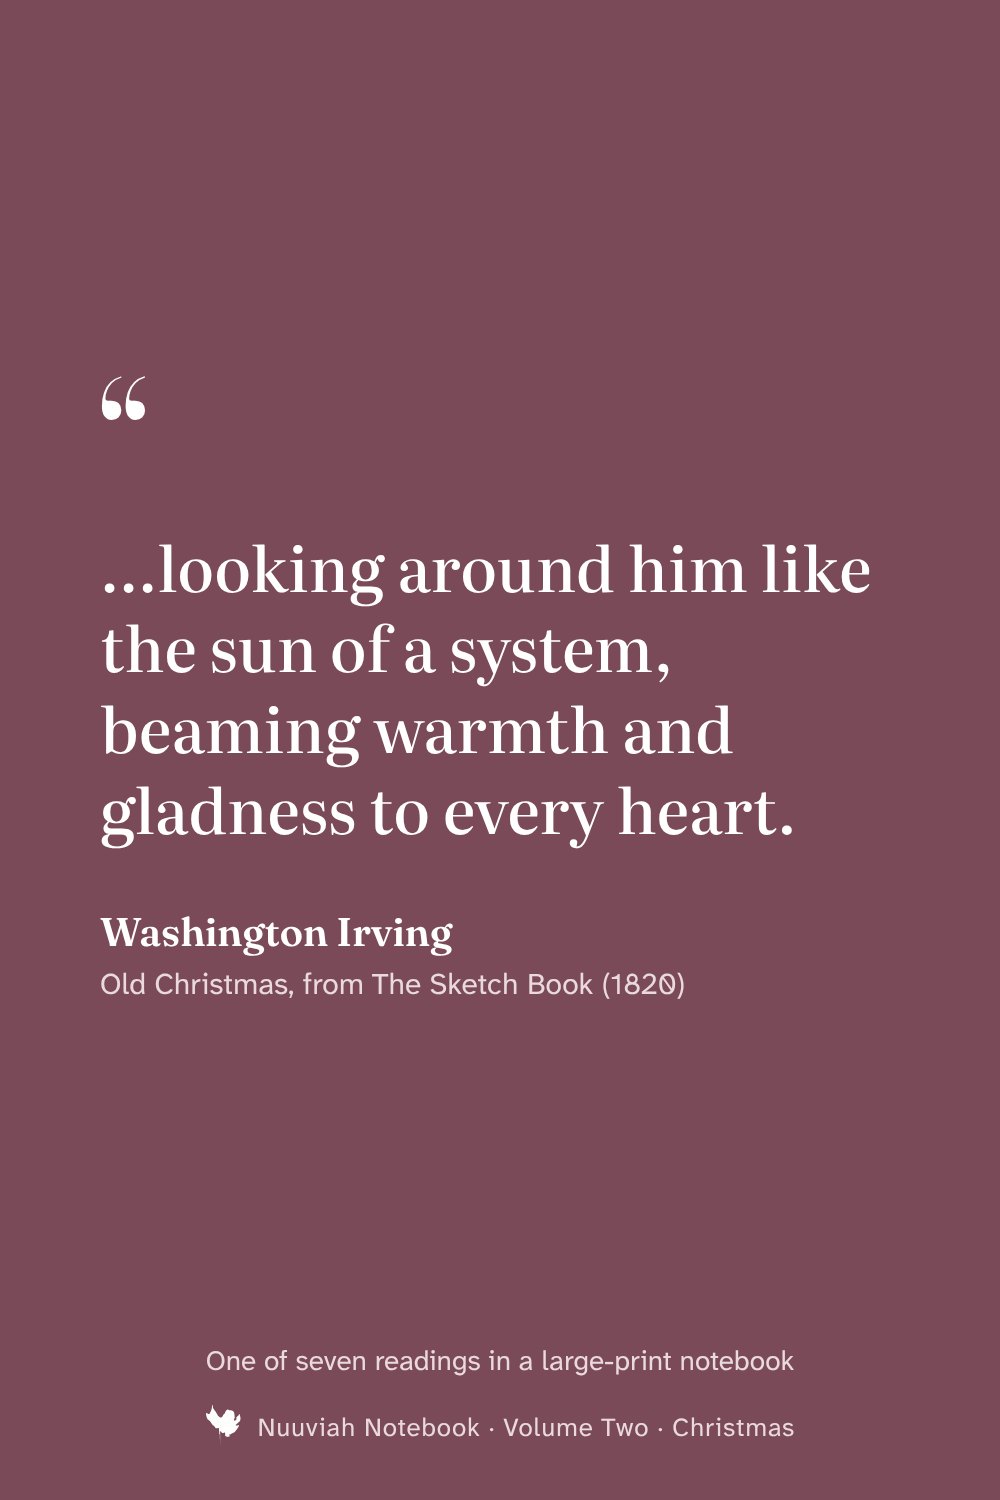 “
...looking around him like
the sun of a system,
beaming warmth and
gladness to every heart.
Washington Irving
Old Christmas, from The Sketch Book (1820)
One of seven readings in a large-print notebook
Nuuviah Notebook · Volume Two · Christmas